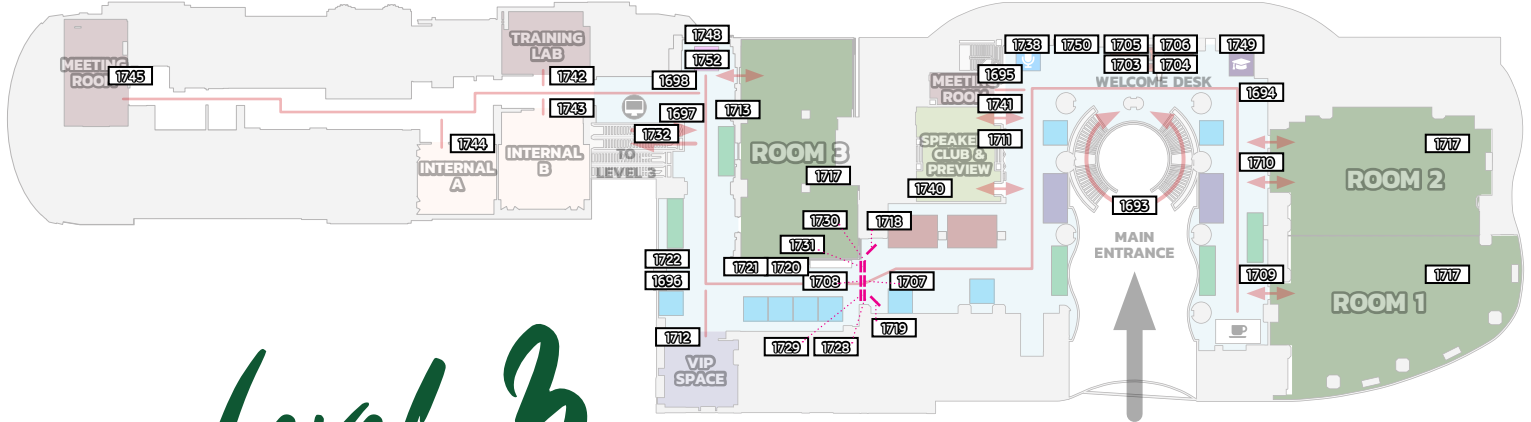 1748
1738
1750
1705
1706
1749
TRAINING
LAB
1752
1703
1704
MEETING
ROOM
1745
1742
1698
1695
MEETING
ROOM
WELCOME DESK
1694
1743
1697
1713
1741
1732
1744
1711
SPEAKERS
CLUB &
PREVIEW
1717
INTERNAL
A
INTERNAL
B
TO
LEVEL 3
ROOM 3
1710
1717
1740
ROOM 2
1693
1730
1718
1731
MAIN
ENTRANCE
1722
1721
1720
1696
1708
1707
1709
1717
ROOM 1
1712
1719
1729
1728
VIP
SPACE
Level 3